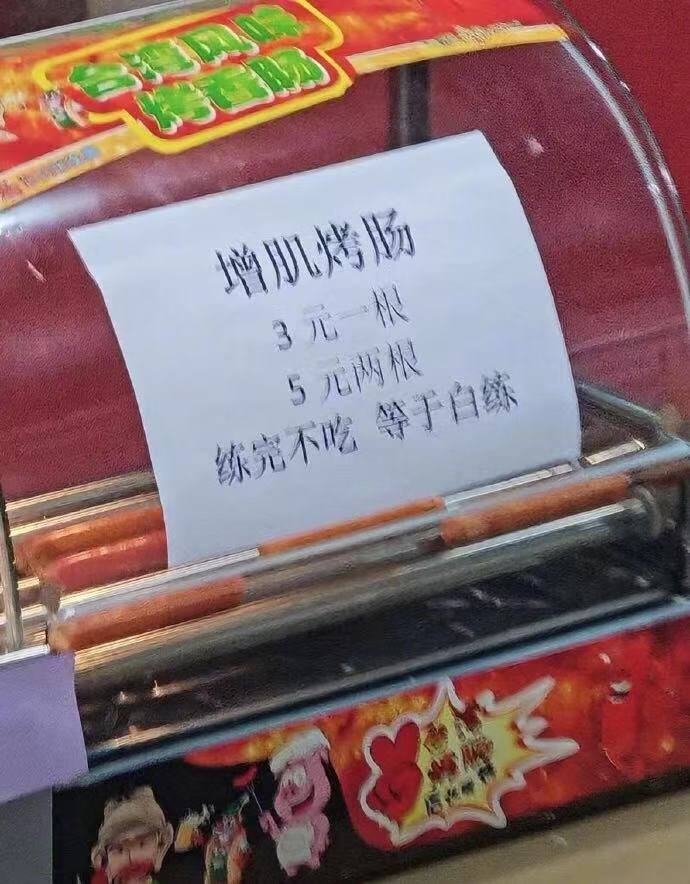 台湾风味
烤香肠
增肌烤肠
3 元一根
5 元两根
练完不吃 等于白练